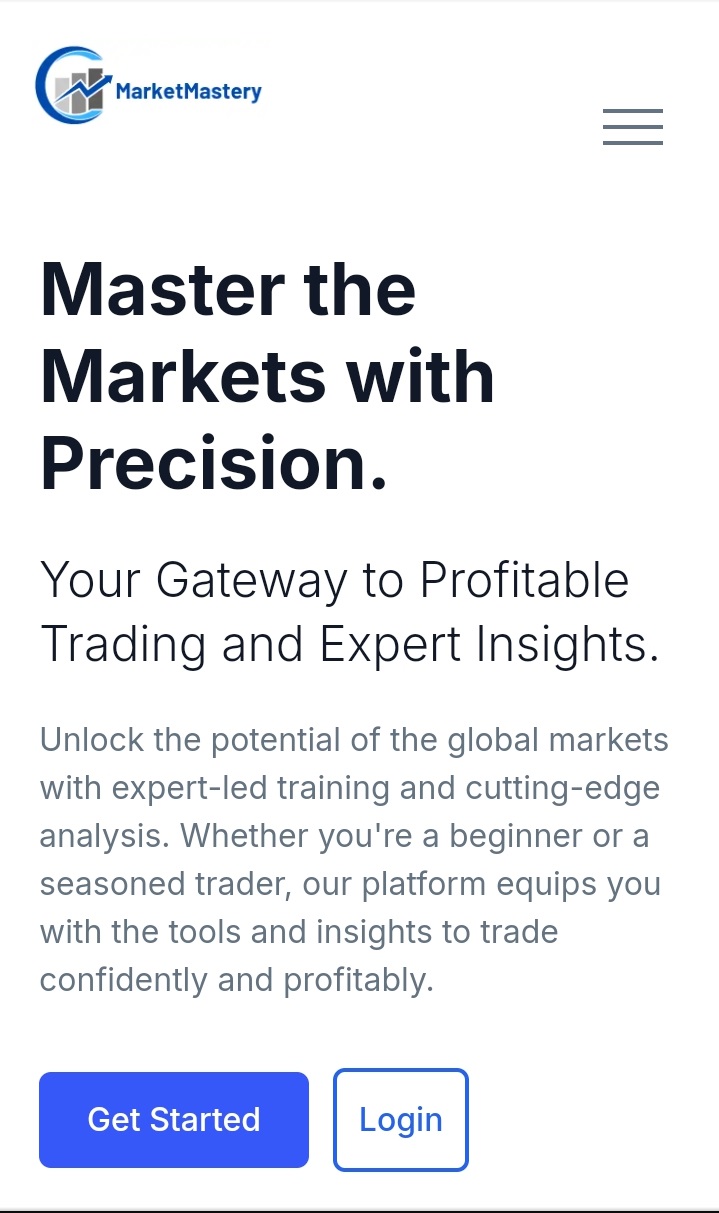 MarketMastery
Master the
Markets with
Precision.
Your Gateway to Profitable
Trading and Expert Insights.
Unlock the potential of the global markets
with expert-led training and cutting-edge
analysis. Whether you're a beginner or a
seasoned trader, our platform equips you
with the tools and insights to trade
confidently and profitably.
Get Started
Login